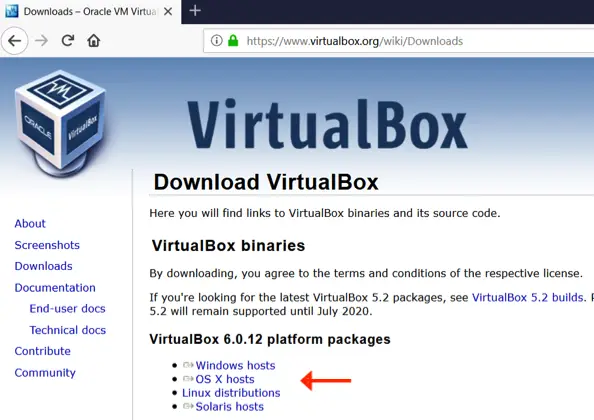 Downloads – Oracle VM Virtua
https://www.virtualbox.org/wiki/Downloads
ORACLE
VirtualBox
VirtualBox
Download VirtualBox
Here you will find links to VirtualBox binaries and its source code.
About
Screenshots
Downloads
Documentation
End-user docs
Technical docs
Contribute
Community
VirtualBox binaries
By downloading, you agree to the terms and conditions of the respective license.
If you're looking for the latest VirtualBox 5.2 packages, see VirtualBox 5.2 builds.
5.2 will remain supported until July 2020.
VirtualBox 6.0.12 platform packages
Windows hosts
OS X hosts
Linux distributions
Solaris hosts